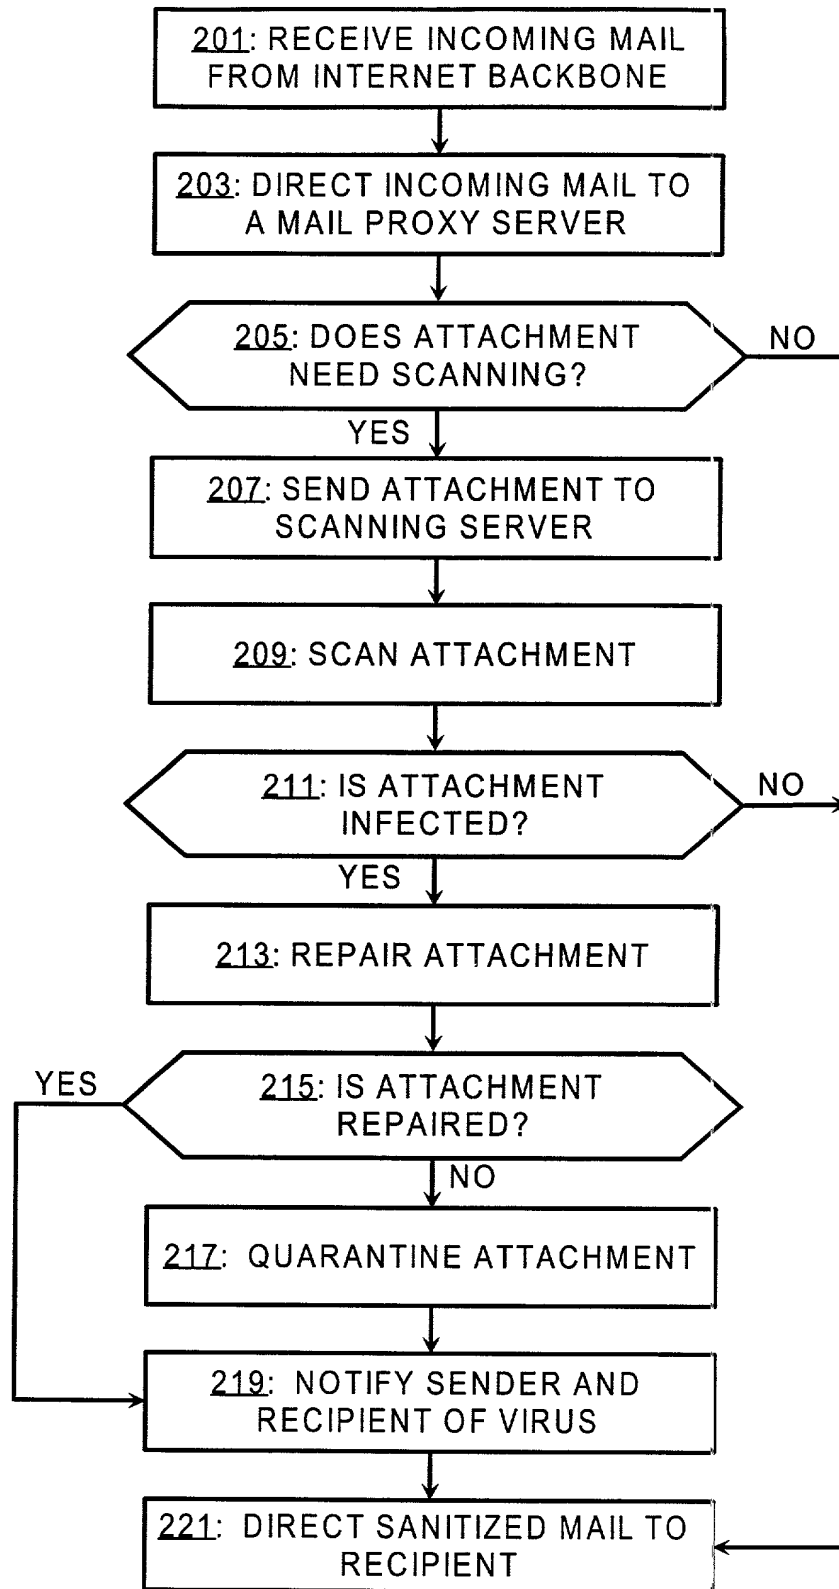 201: RECEIVE INCOMING MAIL
FROM INTERNET BACKBONE
203: DIRECT INCOMING MAIL TO
A MAIL PROXY SERVER
205: DOES ATTACHMENT
NEED SCANNING?
NO
YES
207: SEND ATTACHMENT TO
SCANNING SERVER
209: SCAN ATTACHMENT
211: IS ATTACHMENT
INFECTED?
NO
YES
213: REPAIR ATTACHMENT
YES
215: IS ATTACHMENT
REPAIRED?
NO
217: QUARANTINE ATTACHMENT
219: NOTIFY SENDER AND
RECIPIENT OF VIRUS
221: DIRECT SANITIZED MAIL TO
RECIPIENT